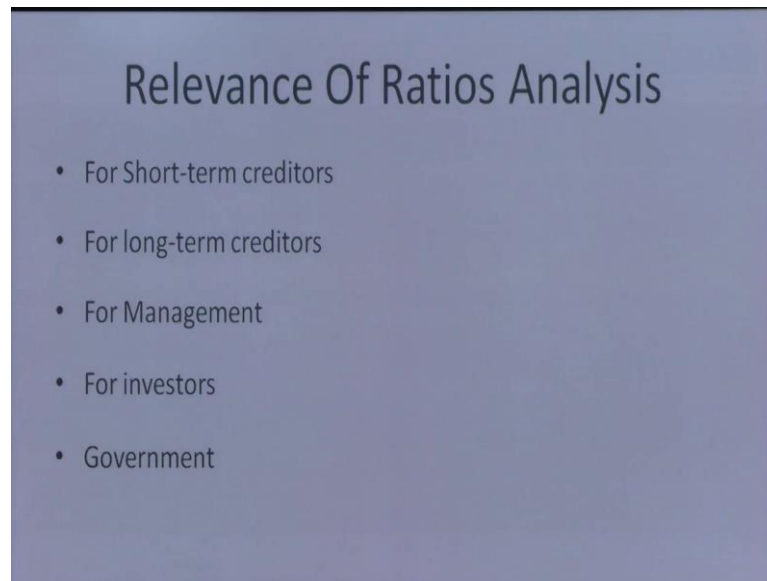 Relevance Of Ratios Analysis
• For Short-term creditors
• For long-term creditors
• For Management
• For investors
• Government